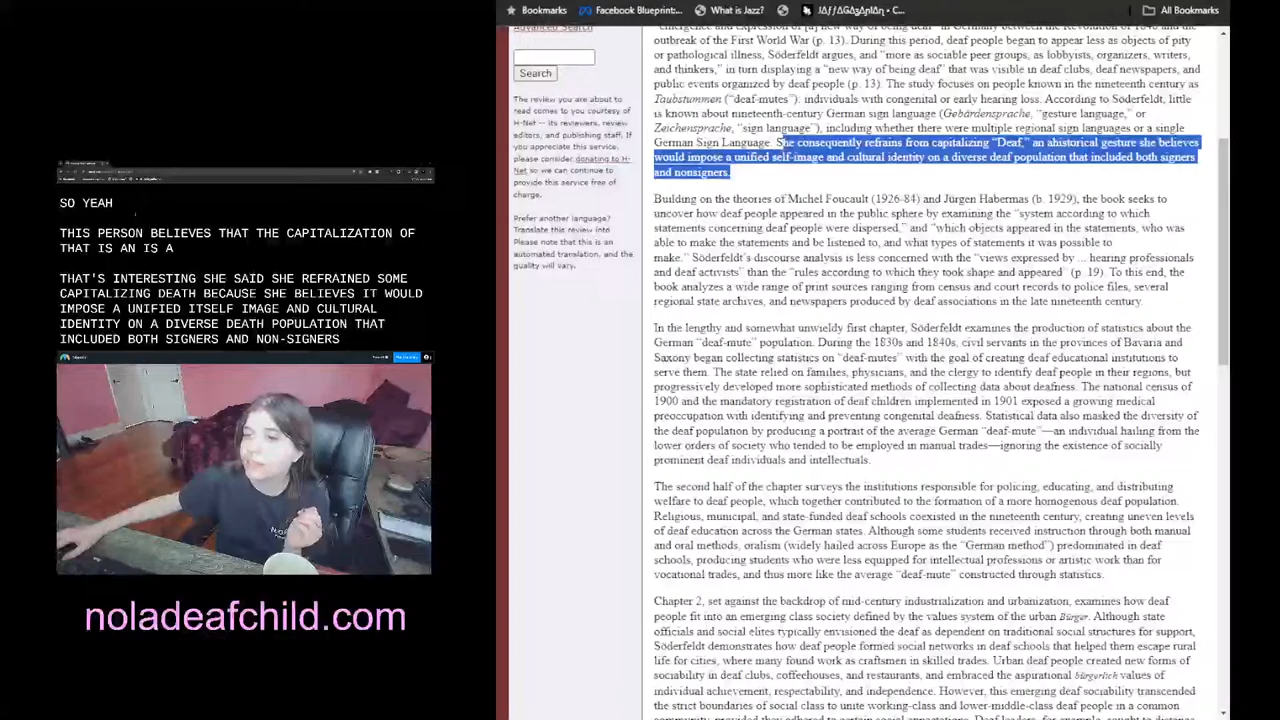 Bookmarks
Facebook Blueprint:...
What is Jazz?
All Bookmarks
Advanced Search
Search
The review you are about to
read comes to you courtesy of
H-Net -- its reviewers, review
editors, and publishing staff. If
you appreciate this service,
please consider donating to H-
Net so we can continue to
provide this service free of
charge.
Prefer another language?
Translate this review into
Please note that this is an
automated translation, and the
quality will vary.
SO YEAH
THIS PERSON BELIEVES THAT THE CAPITALIZATION OF
THAT IS AN IS A
THAT'S INTERESTING SHE SAID SHE REFRAINED SOME
CAPITALIZING DEATH BECAUSE SHE BELIEVES IT WOULD
IMPOSE A UNIFIED ITSELF IMAGE AND CULTURAL
IDENTITY ON A DIVERSE DEATH POPULATION THAT
INCLUDED BOTH SIGNERS AND NON-SIGNERS
noladeafchild.com
outbreak of the First World War (p. 13). During this period, deaf people began to appear less as objects of pity
or pathological illness, Söderfeldt argues, and “more as sociable peer groups, as lobbyists, organizers, writers,
and thinkers,” in turn displaying a “new way of being deaf” that was visible in deaf clubs, deaf newspapers, and
public events organized by deaf people (p. 13). The study focuses on people known in the nineteenth century as
Taubstummen (“deaf-mutes”): individuals with congenital or early hearing loss. According to Söderfeldt, little
is known about nineteenth-century German sign language (Gebärdensprache, “gesture language,” or
Zeichensprache, “sign language”), including whether there were multiple regional sign languages or a single
German Sign Language. She consequently refrains from capitalizing “Deaf,” an ahistorical gesture she believes
would impose a unified self-image and cultural identity on a diverse deaf population that included both signers
and nonsigners.
Building on the theories of Michel Foucault (1926-84) and Jürgen Habermas (b. 1929), the book seeks to
uncover how deaf people appeared in the public sphere by examining the “system according to which
statements concerning deaf people were dispersed,” and “which objects appeared in the statements, who was
able to make the statements and be listened to, and what types of statements it was possible to
make.” Söderfeldt’s discourse analysis is less concerned with the “views expressed by ... hearing professionals
and deaf activists” than the “rules according to which they took shape and appeared” (p. 19). To this end, the
book analyzes a wide range of print sources ranging from census and court records to police files, several
regional state archives, and newspapers produced by deaf associations in the late nineteenth century.
In the lengthy and somewhat unwieldy first chapter, Söderfeldt examines the production of statistics about the
German “deaf-mute” population. During the 1830s and 1840s, civil servants in the provinces of Bavaria and
Saxony began collecting statistics on “deaf-mutes” with the goal of creating deaf educational institutions to
serve them. The state relied on families, physicians, and the clergy to identify deaf people in their regions, but
progressively developed more sophisticated methods of collecting data about deafness. The national census of
1900 and the mandatory registration of deaf children implemented in 1901 exposed a growing medical
preoccupation with identifying and preventing congenital deafness. Statistical data also masked the diversity of
the deaf population by producing a portrait of the average German “deaf-mute”—an individual hailing from the
lower orders of society who tended to be employed in manual trades—ignoring the existence of socially
prominent deaf individuals and intellectuals.
The second half of the chapter surveys the institutions responsible for policing, educating, and distributing
welfare to deaf people, which together contributed to the formation of a more homogenous deaf population.
Religious, municipal, and state-funded deaf schools coexisted in the nineteenth century, creating uneven levels
of deaf education across the German states. Although some students received instruction through both manual
and oral methods, oralism (widely hailed across Europe as the “German method”) predominated in deaf
schools, producing students who were less equipped for intellectual professions or artistic work than for
vocational trades, and thus more like the average “deaf-mute” constructed through statistics.
Chapter 2, set against the backdrop of mid-century industrialization and urbanization, examines how deaf
people fit into an emerging class society defined by the values system of the urban Bürger. Although state
officials and social elites typically envisioned the deaf as dependent on traditional social structures for support,
Söderfeldt demonstrates how deaf people formed social networks in deaf schools that helped them escape rural
life for cities, where many found work as craftsmen in skilled trades. Urban deaf people created new forms of
sociability in deaf clubs, coffeehouses, and restaurants, and embraced the aspirational bürgerlich values of
individual achievement, respectability, and independence. However, this emerging deaf sociability transcended
the strict boundaries of social class to unite working-class and lower-middle-class deaf people in a common